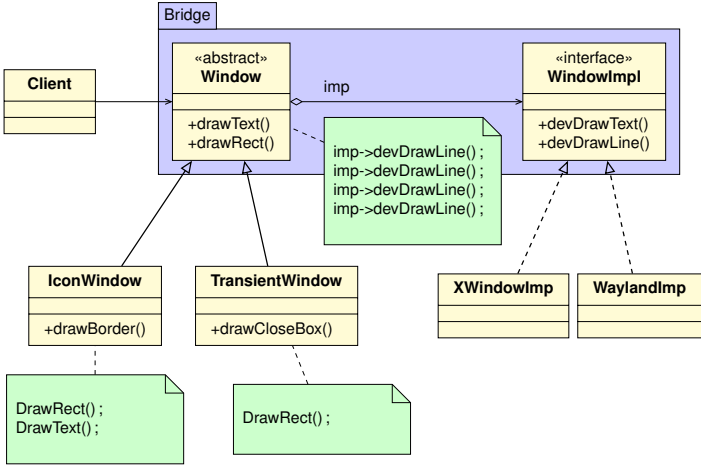 Bridge
«abstract»
Window
+drawText()
+drawRect()
imp
«interface»
WindowImpl
+devDrawText()
+devDrawLine()
Client
imp->devDrawLine() ;
imp->devDrawLine() ;
imp->devDrawLine() ;
imp->devDrawLine() ;
IconWindow
+drawBorder()
TransientWindow
+drawCloseBox()
XWindowImp
WaylandImp
DrawRect() ;
DrawText() ;
DrawRect() ;